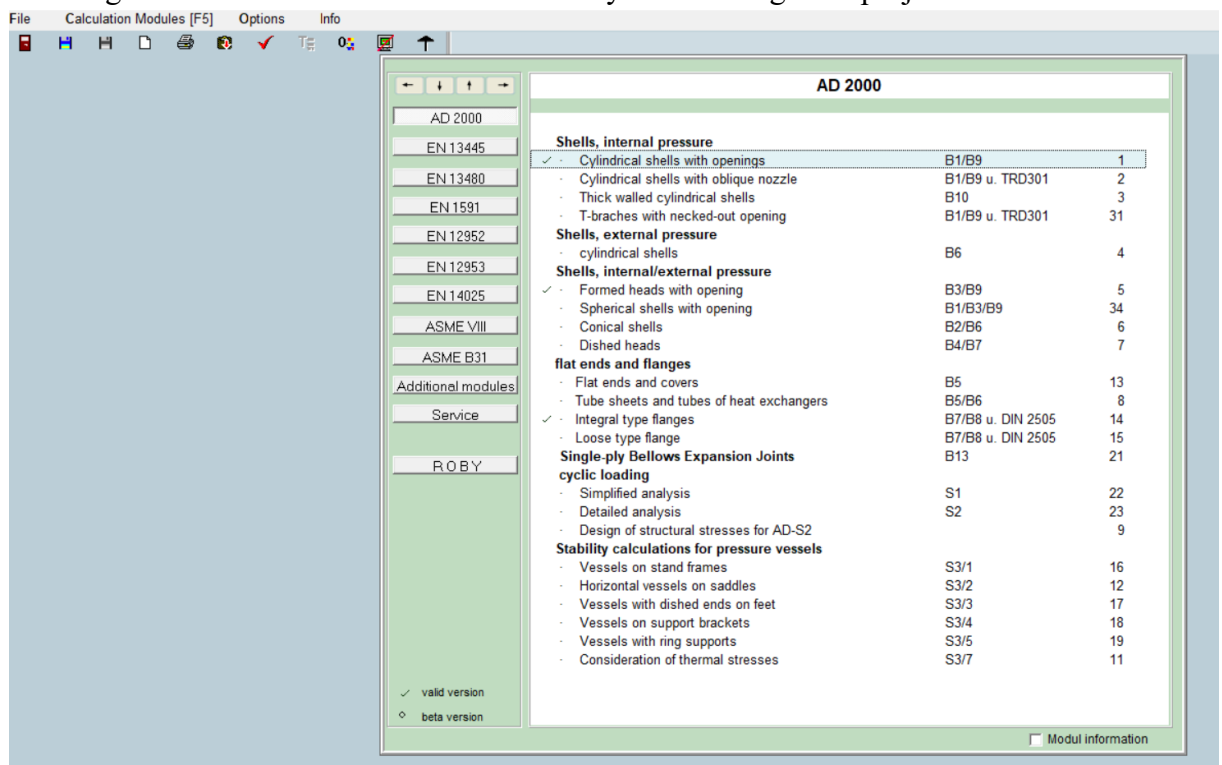 File Calculation Modules [F5] Options Info
AD 2000
AD 2000
EN 13445
EN 13480
EN 1591
EN 12952
EN 12953
EN 14025
ASME VIII
ASME B31
Additional modules
Service
R O B Y
Shells, internal pressure
Cylindrical shells with openings B1/B9 1
Cylindrical shells with oblique nozzle B1/B9 u. TRD301 2
Thick walled cylindrical shells B10 3
T-braches with necked-out opening B1/B9 u. TRD301 31
Shells, external pressure
cylindrical shells B6 4
Shells, internal/external pressure
Formed heads with opening B3/B9 5
Spherical shells with opening B1/B3/B9 34
Conical shells B2/B6 6
Dished heads B4/B7 7
flat ends and flanges
Flat ends and covers B5 13
Tube sheets and tubes of heat exchangers B5/B6 8
Integral type flanges B7/B8 u. DIN 2505 14
Loose type flange B7/B8 u. DIN 2505 15
Single-ply Bellows Expansion Joints B13 21
cyclic loading
Simplified analysis S1 22
Detailed analysis S2 23
Design of structural stresses for AD-S2 9
Stability calculations for pressure vessels
Vessels on stand frames S3/1 16
Horizontal vessels on saddles S3/2 12
Vessels with dished ends on feet S3/3 17
Vessels on support brackets S3/4 18
Vessels with ring supports S3/5 19
Consideration of thermal stresses S3/7 11
valid version
beta version
Modul information